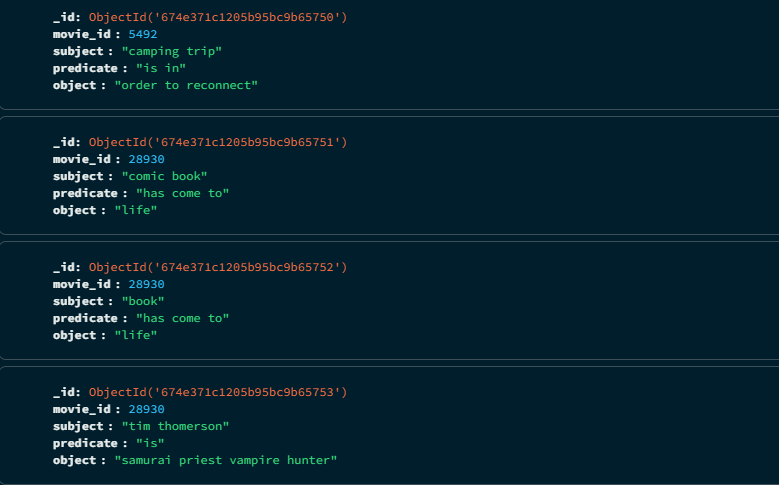 _id: ObjectId('674e371c1205b95bc9b65750')
movie_id : 5492
subject : "camping trip"
predicate : "is in"
object : "order to reconnect"
_id: ObjectId('674e371c1205b95bc9b65751')
movie_id : 28930
subject : "comic book"
predicate : "has come to"
object : "life"
_id: ObjectId('674e371c1205b95bc9b65752')
movie_id : 28930
subject : "book"
predicate : "has come to"
object : "life"
_id: ObjectId('674e371c1205b95bc9b65753')
movie_id : 28930
subject : "tim thomerson"
predicate : "is"
object : "samurai priest vampire hunter"